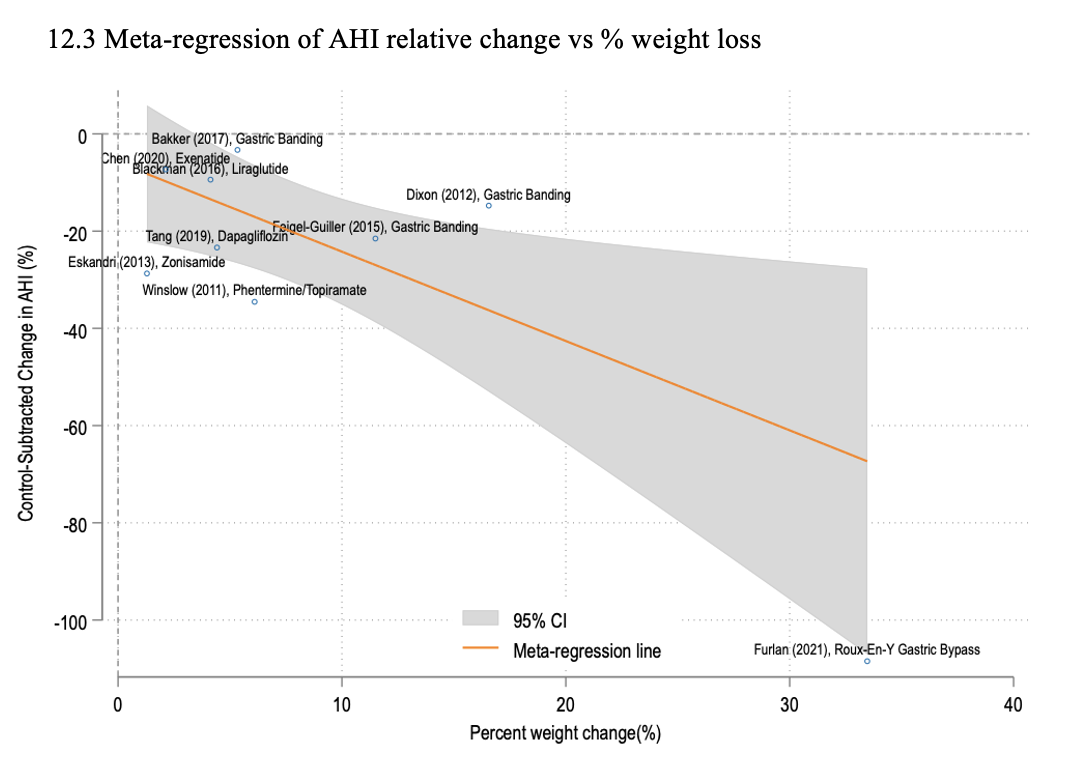 12.3 Meta-regression of AHI relative change vs % weight loss
0
Bakker (2017), Gastric Banding
Chen (2020), Exenatide
Blackman (2016), Liraglutide
Dixon (2012), Gastric Banding
-20
Feigel-Guiller (2015), Gastric Banding
Tang (2019), Dapagliflozin
Eskandri (2013), Zonisamide
Winslow (2011), Phentermine/Topiramate
-40
-60
-80
-100
Control-Subtracted Change in AHI (%)
95% CI
Meta-regression line
Furlan (2021), Roux-En-Y Gastric Bypass
0 10 20 30 40
Percent weight change(%)